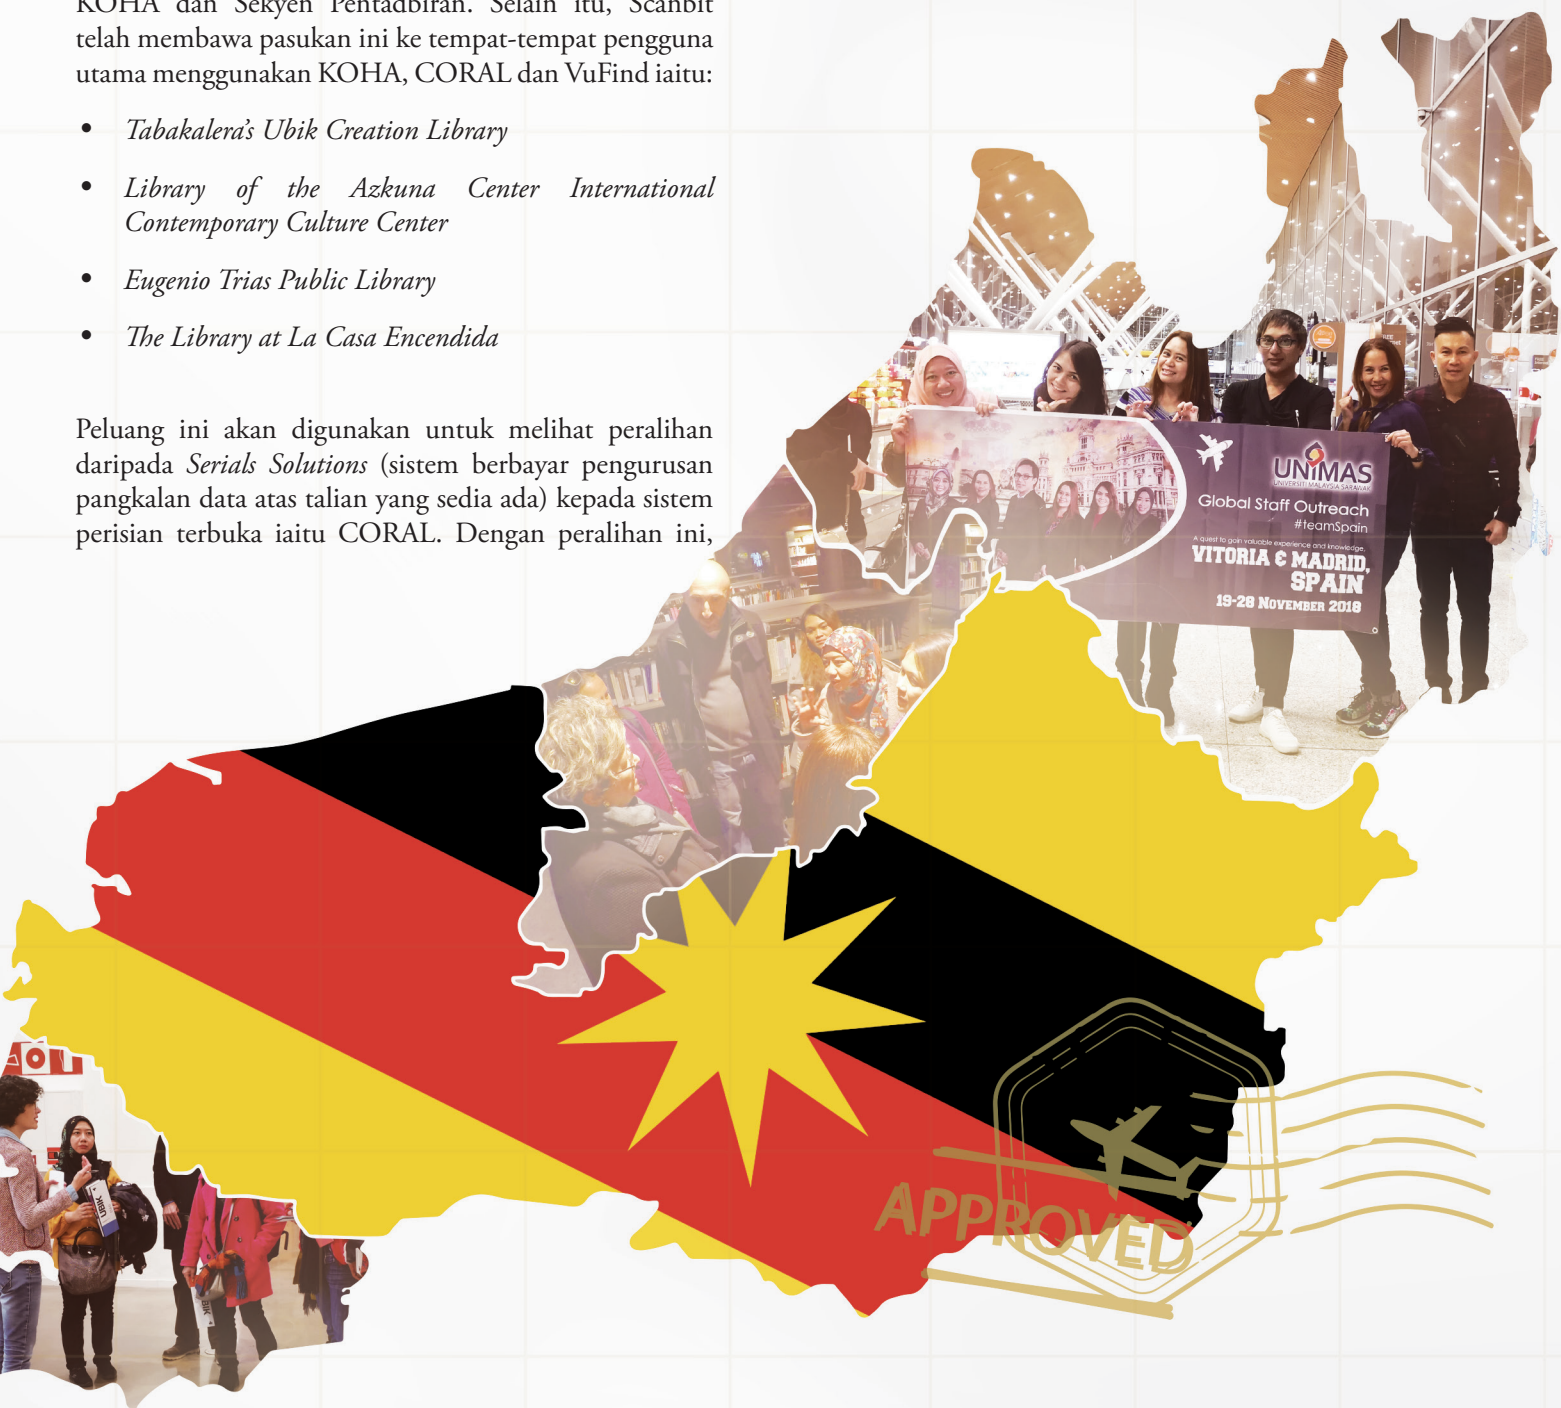 KOHA dan Sekyen Pentadbiran. Selain itu, Scanbit
telah membawa pasukan ini ke tempat-tempat pengguna
utama menggunakan KOHA, CORAL dan VuFind iaitu:
• Tabakalera's Ubik Creation Library
• Library of the Azkuna Center International
Contemporary Culture Center
• Eugenio Trias Public Library
• The Library at La Casa Encendida
Peluang ini akan digunakan untuk melihat peralihan
daripada Serials Solutions (sistem berbayar pengurusan
pangkalan data atas talian yang sedia ada) kepada sistem
perisian terbuka iaitu CORAL. Dengan peralihan ini,
UNIMAS
UNIVERSITI MALAYSIA SARAWAK
Global Staff Outreach
#teamSpain
A quest to gain valuable experience and knowledge.
VITORIA & MADRID,
SPAIN
19-28 NOVEMBER 2018
UBIK
UBIK
APPROVED